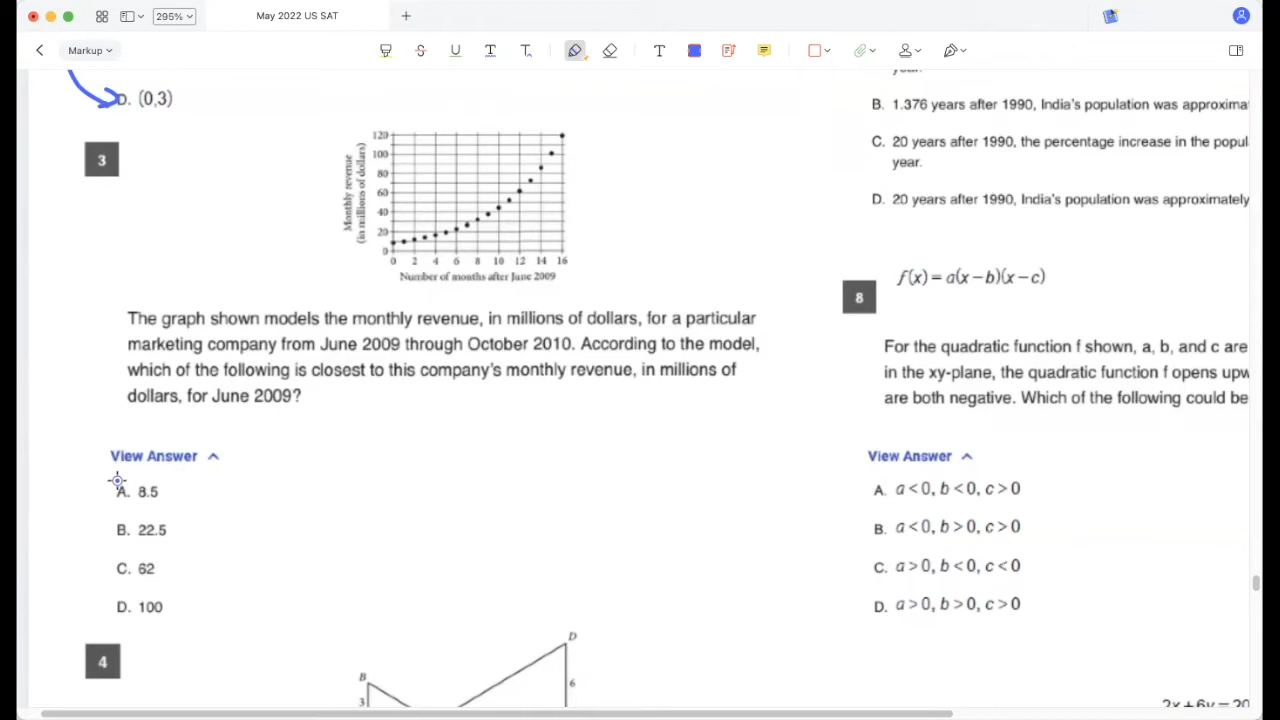 295%
May 2022 US SAT
Markup
D. (0,3)
3
Monthly revenue
(in millions of dollars)
120
100
80
60
40
20
0
0 2 4 6 8 10 12 14 16
Number of months after June 2009
The graph shown models the monthly revenue, in millions of dollars, for a particular
marketing company from June 2009 through October 2010. According to the model,
which of the following is closest to this company's monthly revenue, in millions of
dollars, for June 2009?
View Answer
A. 8.5
B. 22.5
C. 62
D. 100
4
B
3
D
6
year.
B. 1.376 years after 1990, India's population was approxima
C. 20 years after 1990, the percentage increase in the popul
year.
D. 20 years after 1990, India's population was approximately
8
f(x) = a(x – b)(x – c)
For the quadratic function f shown, a, b, and c are
in the xy-plane, the quadratic function f opens upw
are both negative. Which of the following could be
View Answer
A. a < 0, b < 0, c > 0
B. a < 0, b > 0, c > 0
C. a > 0, b < 0, c < 0
D. a > 0, b > 0, c > 0
2x + 6y = 20